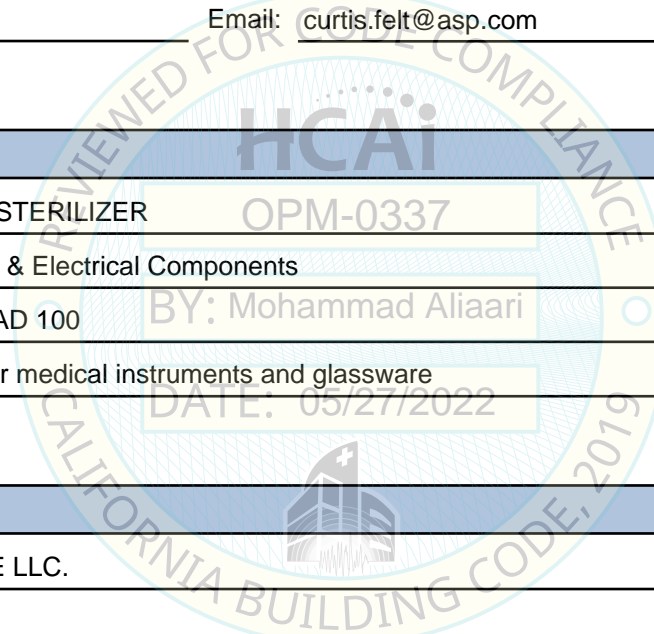 Email: curtis.felt@asp.com
REVIEWED FOR CODE COMPLIANCE
HCAi
STERILIZER
OPM-0337
& Electrical Components
AD 100
BY: Mohammad Aliaari
r medical instruments and glassware
DATE: 05/27/2022
E LLC.
CALIFORNIA BUILDING CODE, 2019